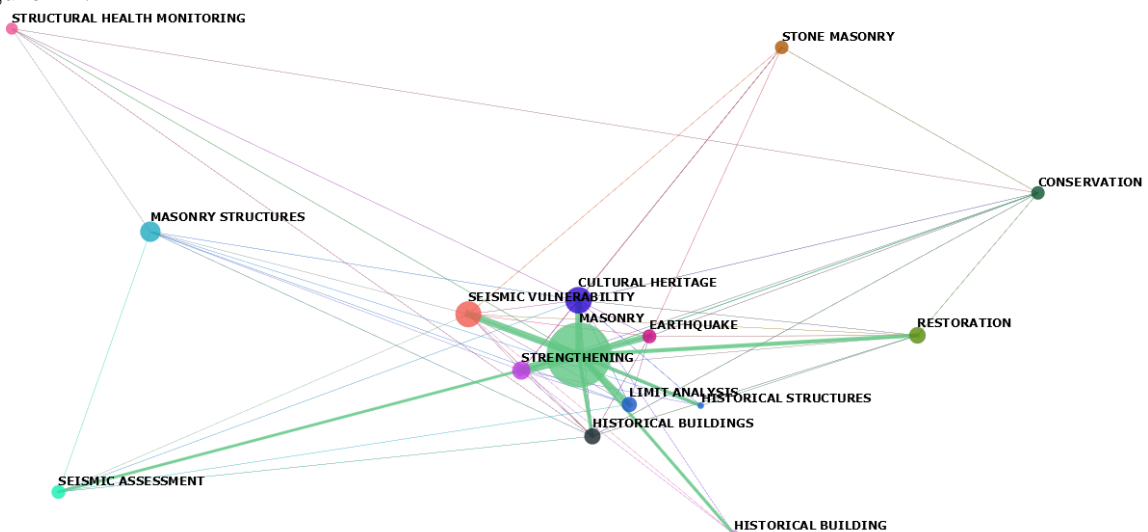 STRUCTURAL HEALTH MONITORING
STONE MASONRY
CONSERVATION
MASONRY STRUCTURES
CULTURAL HERITAGE
SEISMIC VULNERABILITY
MASONRY
EARTHQUAKE
RESTORATION
STRENGTHENING
LIMIT ANALYSIS
HISTORICAL STRUCTURES
HISTORICAL BUILDINGS
SEISMIC ASSESSMENT
HISTORICAL BUILDING